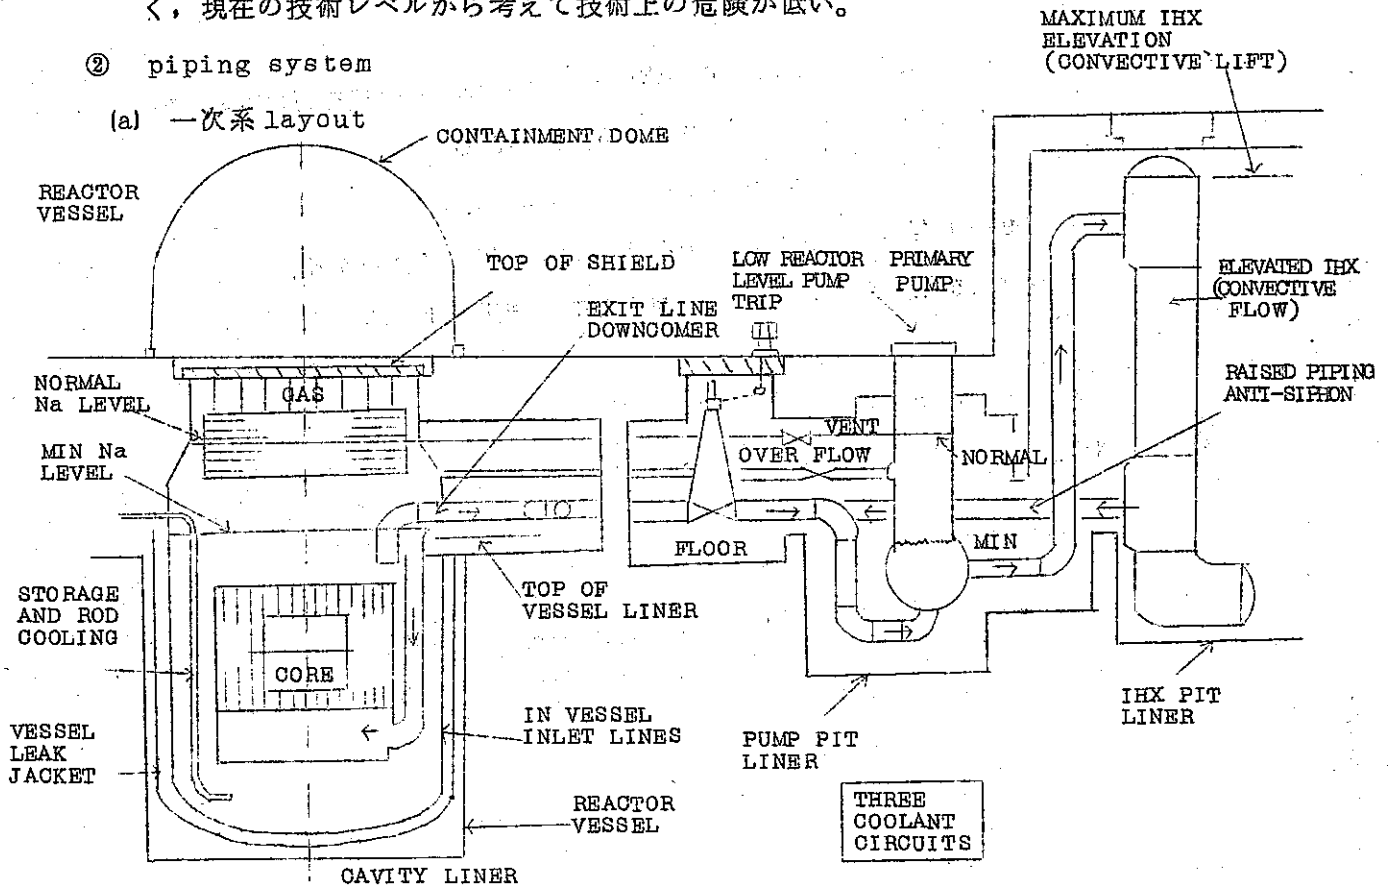 く，現在の技術レベルから考えて技術上の危険が低い。
② piping system
(a) 一次系 layout
MAXIMUM IHX
ELEVATION
(CONVECTIVE LIFT)
CONTAINMENT DOME
REACTOR
VESSEL
TOP OF SHIELD
EXIT LINE
DOWNCOMER
LOW REACTOR
LEVEL PUMP
TRIP
PRIMARY
PUMP
ELEVATED IHX
(CONVECTIVE
FLOW)
RAISED PIPING
ANTI-SIPHON
NORMAL
Na LEVEL
GAS
MIN Na
LEVEL
VENT
OVER FLOW
NORMAL
FLOOR
MIN
STORAGE
AND ROD
COOLING
TOP OF
VESSEL LINER
CORE
VESSEL
LEAK
JACKET
IN VESSEL
INLET LINES
PUMP PIT
LINER
IHX PIT
LINER
REACTOR
VESSEL
THREE
COOLANT
CIRCUITS
CAVITY LINER